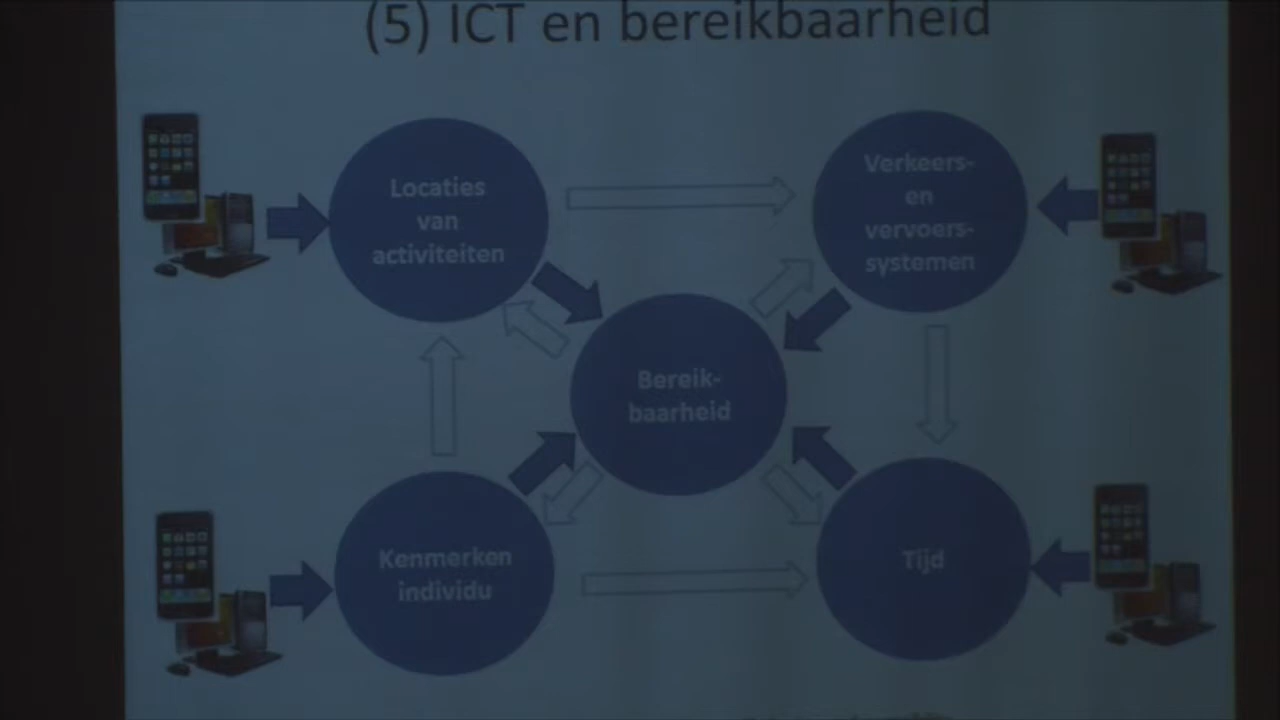 (5) ICT en bereikbaarheid
Locaties
van
activiteiten
Verkeers-
en
vervoers-
systemen
Bereik-
baarheid
Kenmerken
individu
Tijd